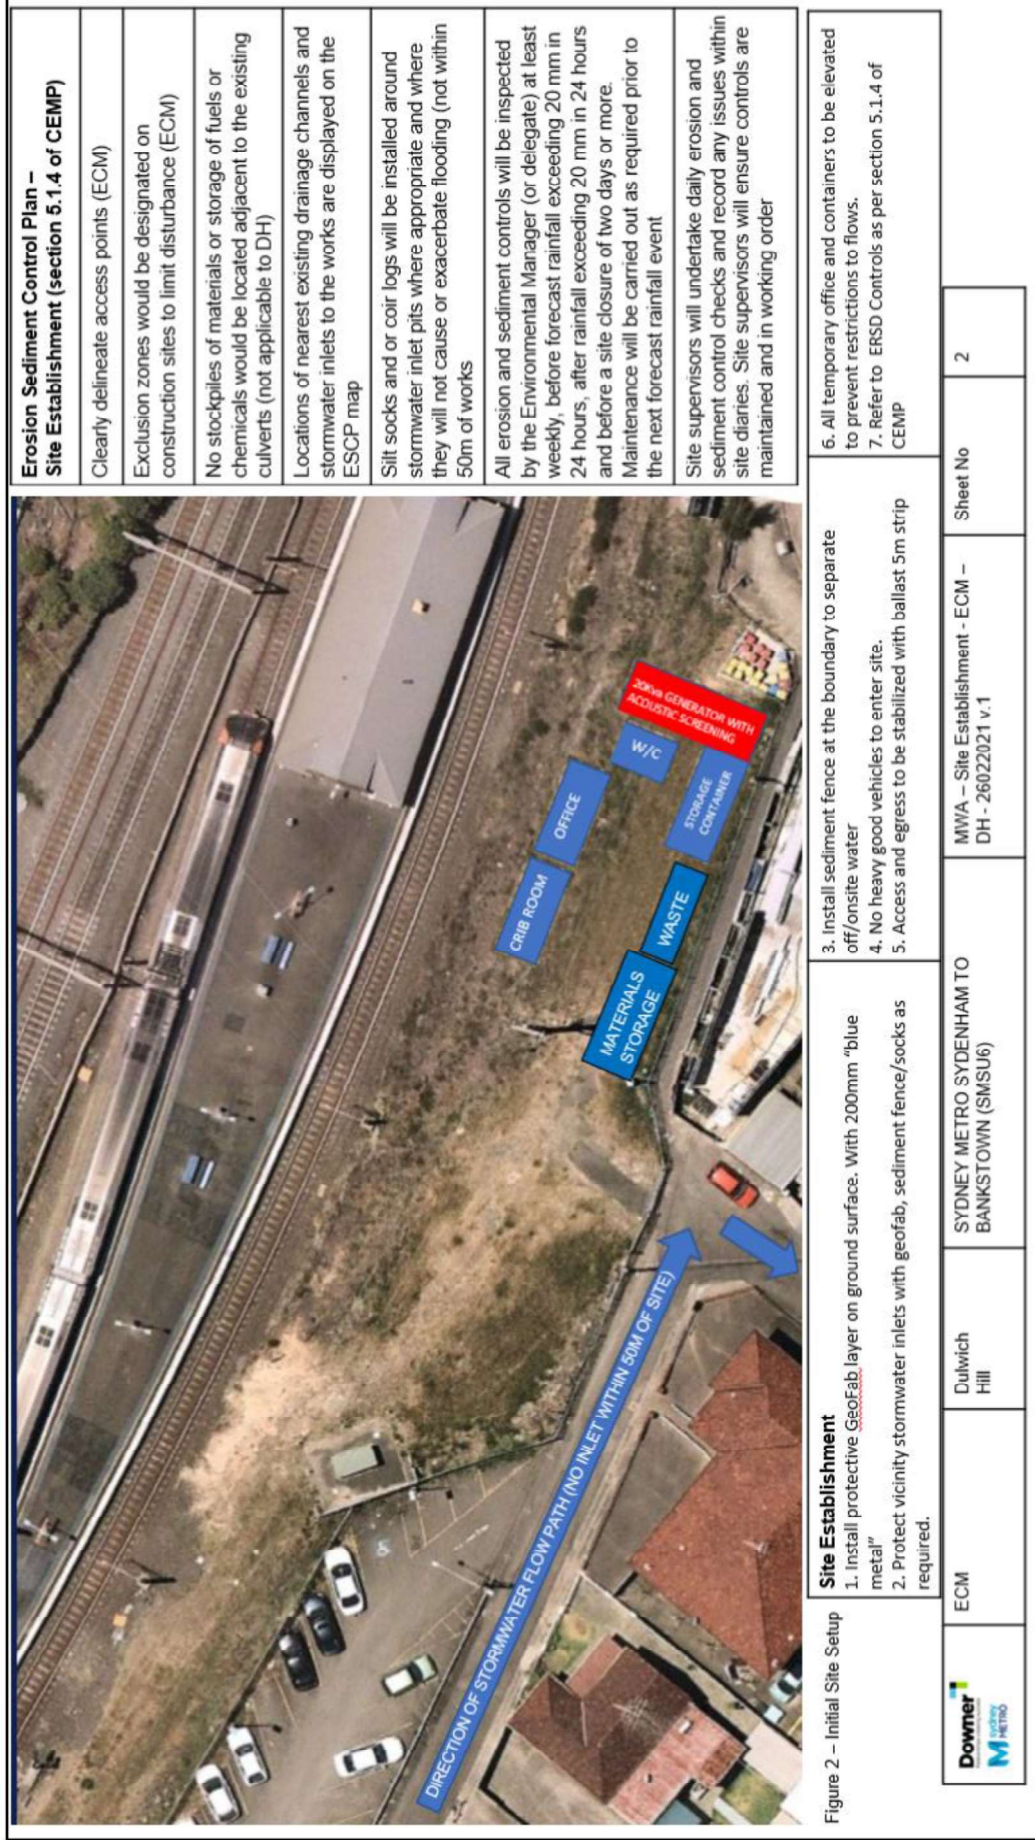 Erosion Sediment Control Plan –
Site Establishment (section 5.1.4 of CEMP)
Clearly delineate access points (ECM)
Exclusion zones would be designated on
construction sites to limit disturbance (ECM)
No stockpiles of materials or storage of fuels or
chemicals would be located adjacent to the existing
culverts (not applicable to DH)
Locations of nearest existing drainage channels and
stormwater inlets to the works are displayed on the
ESCP map
Silt socks and or coir logs will be installed around
stormwater inlet pits where appropriate and where
they will not cause or exacerbate flooding (not within
50m of works
All erosion and sediment controls will be inspected
by the Environmental Manager (or delegate) at least
weekly, before forecast rainfall exceeding 20 mm in
24 hours, after rainfall exceeding 20 mm in 24 hours
and before a site closure of two days or more.
Maintenance will be carried out as required prior to
the next forecast rainfall event
Site supervisors will undertake daily erosion and
sediment control checks and record any issues within
site diaries. Site supervisors will ensure controls are
maintained and in working order
DIRECTION OF STORMWATER FLOW PATH (NO INLET WITHIN 50M OF SITE)
CRIB ROOM
OFFICE
W/C
20Kva GENERATOR WITH
ACOUSTIC SCREENING
MATERIALS
STORAGE
WASTE
STORAGE
CONTAINER
Figure 2 – Initial Site Setup
Site Establishment
1. Install protective GeoFab layer on ground surface. With 200mm “blue
metal”
2. Protect vicinity stormwater inlets with geofab, sediment fence/socks as
required.
3. Install sediment fence at the boundary to separate
off/onsite water
4. No heavy good vehicles to enter site.
5. Access and egress to be stabilized with ballast 5m strip
6. All temporary office and containers to be elevated
to prevent restrictions to flows.
7. Refer to ERSD Controls as per section 5.1.4 of
CEMP
Downer
sydney
METRO
ECM
Dulwich
Hill
SYDNEY METRO SYDENHAM TO
BANKSTOWN (SMSU6)
MWA – Site Establishment - ECM –
DH - 26022021 v.1
Sheet No
2